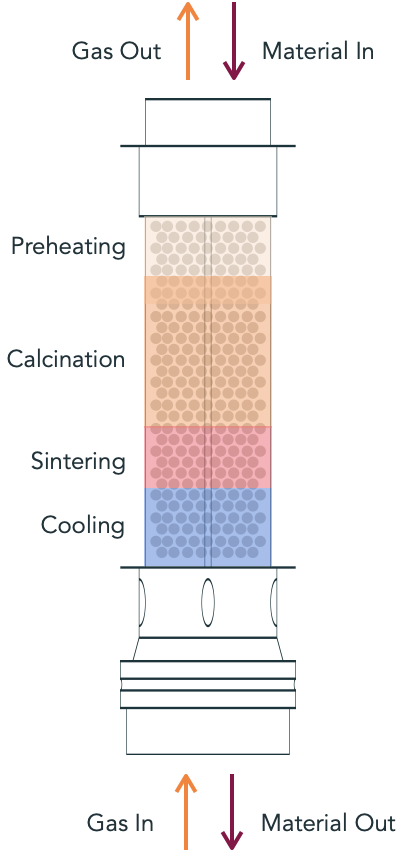 Gas Out
Material In
Preheating
Calcination
Sintering
Cooling
Gas In
Material Out